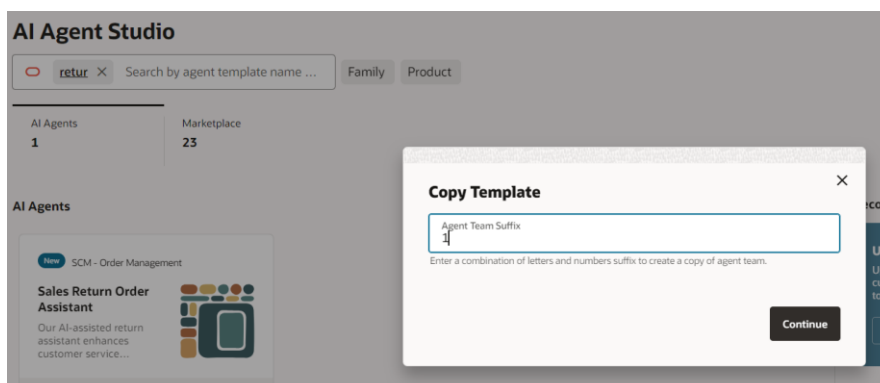 AI Agent Studio
retur × Search by agent template name ... Family Product
AI Agents
1
Marketplace
23
AI Agents
New SCM - Order Management
Sales Return Order
Assistant
Our AI-assisted return
assistant enhances
customer service...
Copy Template
Agent Team Suffix
1
Enter a combination of letters and numbers suffix to create a copy of agent team.
Continue